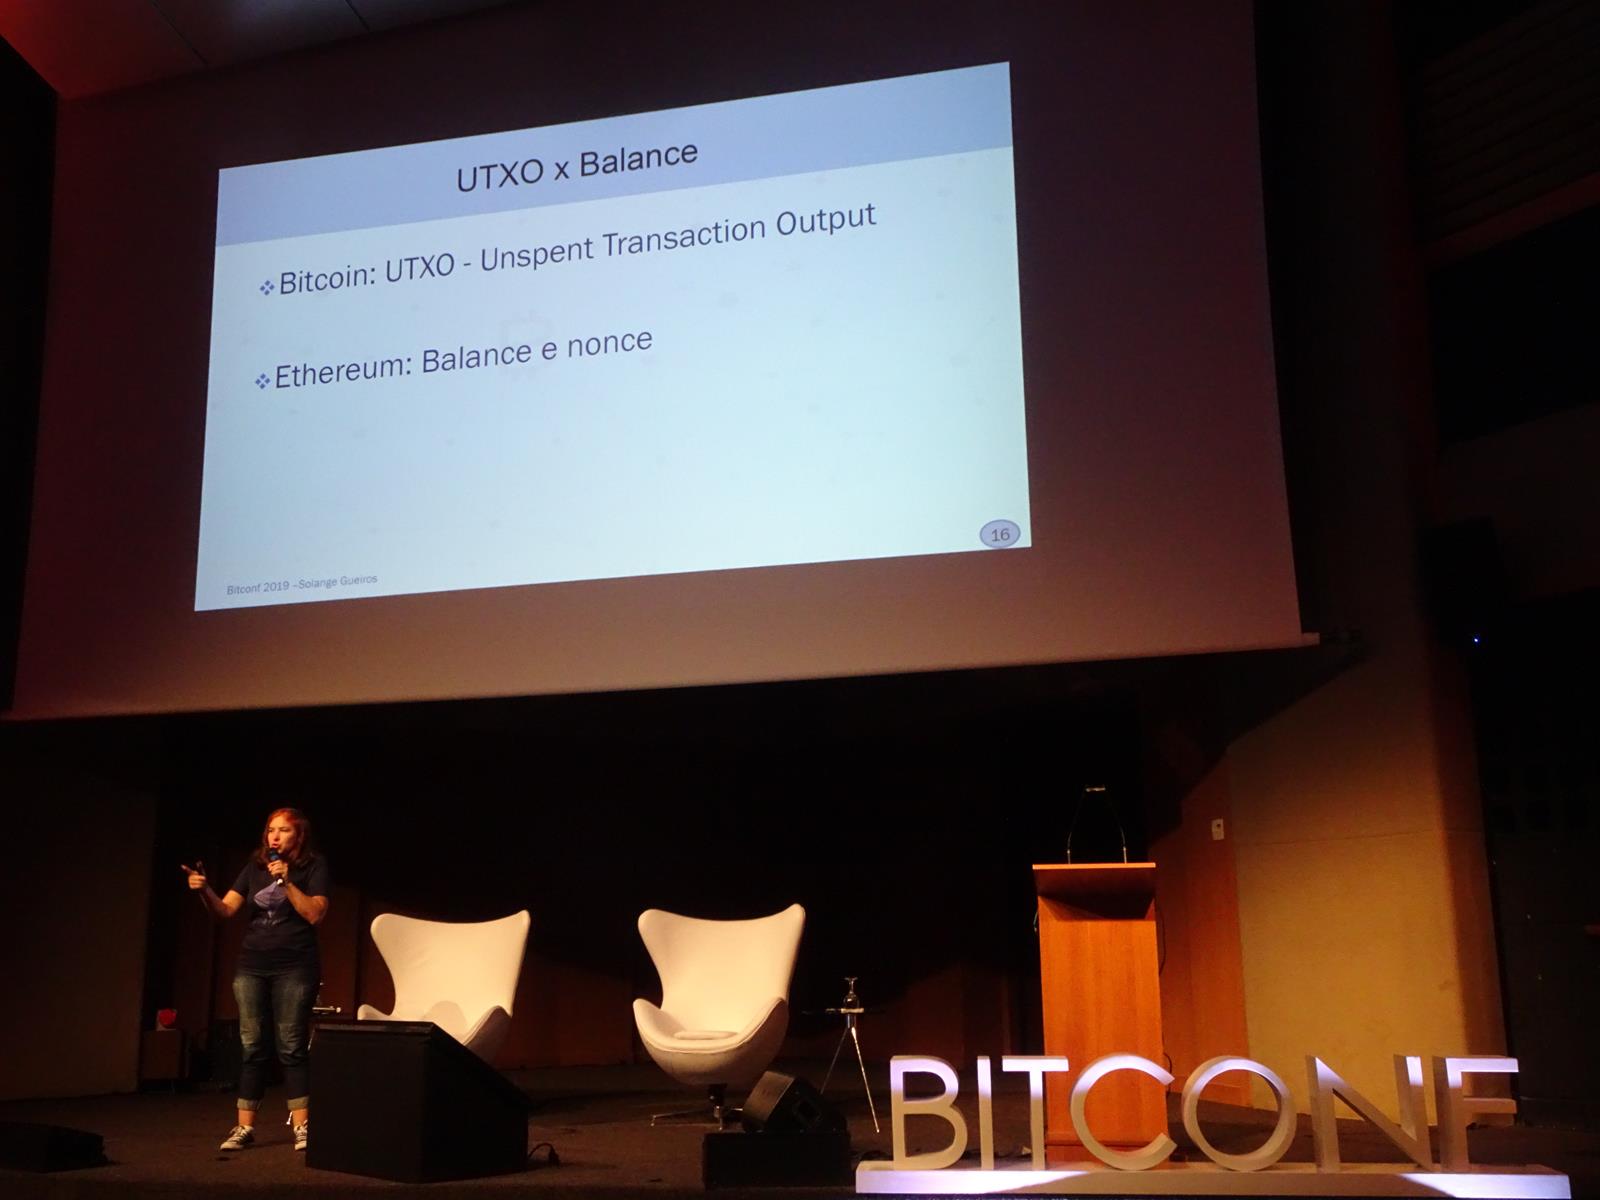 UTXO x Balance
Bitcoin: UTXO - Unspent Transaction Output
Ethereum: Balance e nonce
16
Bitconf 2019 –Solange Gueiros
BITCONF